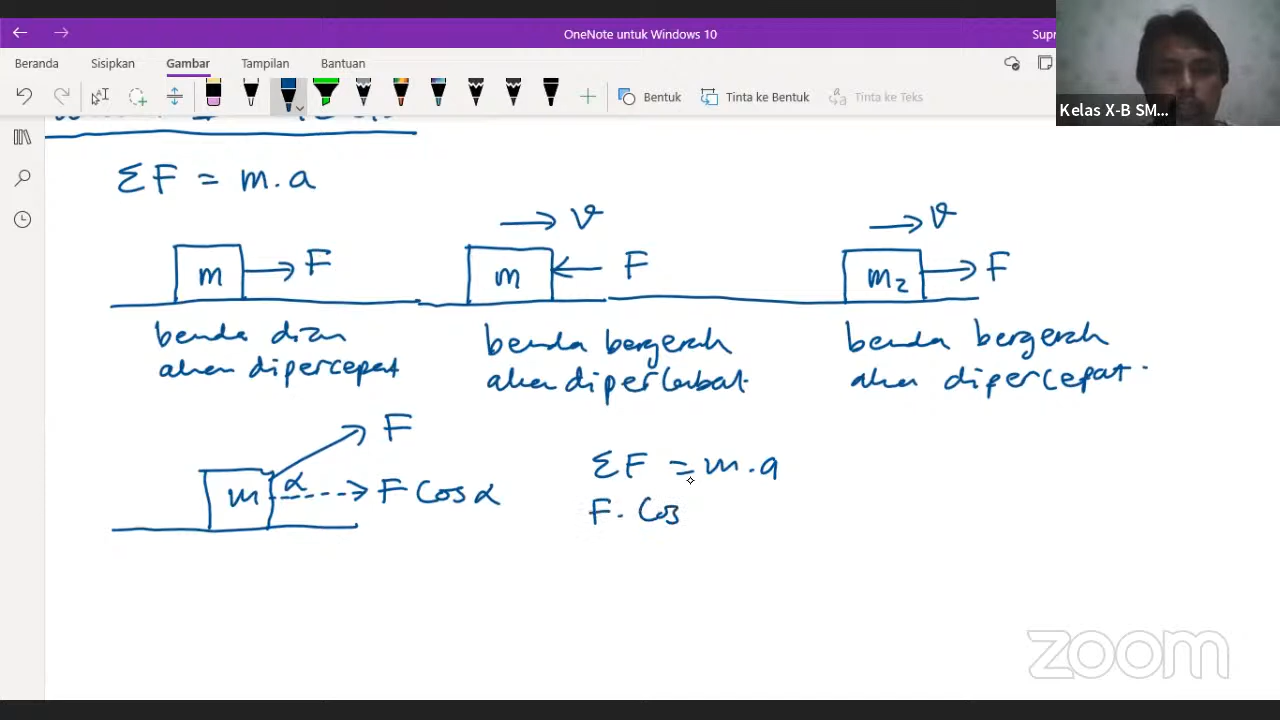 OneNote untuk Windows 10
Supr
Beranda Sisipkan Gambar Tampilan Bantuan
Bentuk Tinta ke Bentuk Tinta ke Teks
Kelas X-B SM...
ΣF = m.a
v v
m F m F m2 F
benda diam benda bergerak benda bergerak
akan dipercepat akan diperlambat akan dipercepat.
F
m α F Cos α
ΣF = m.a
F. Cos
zoom